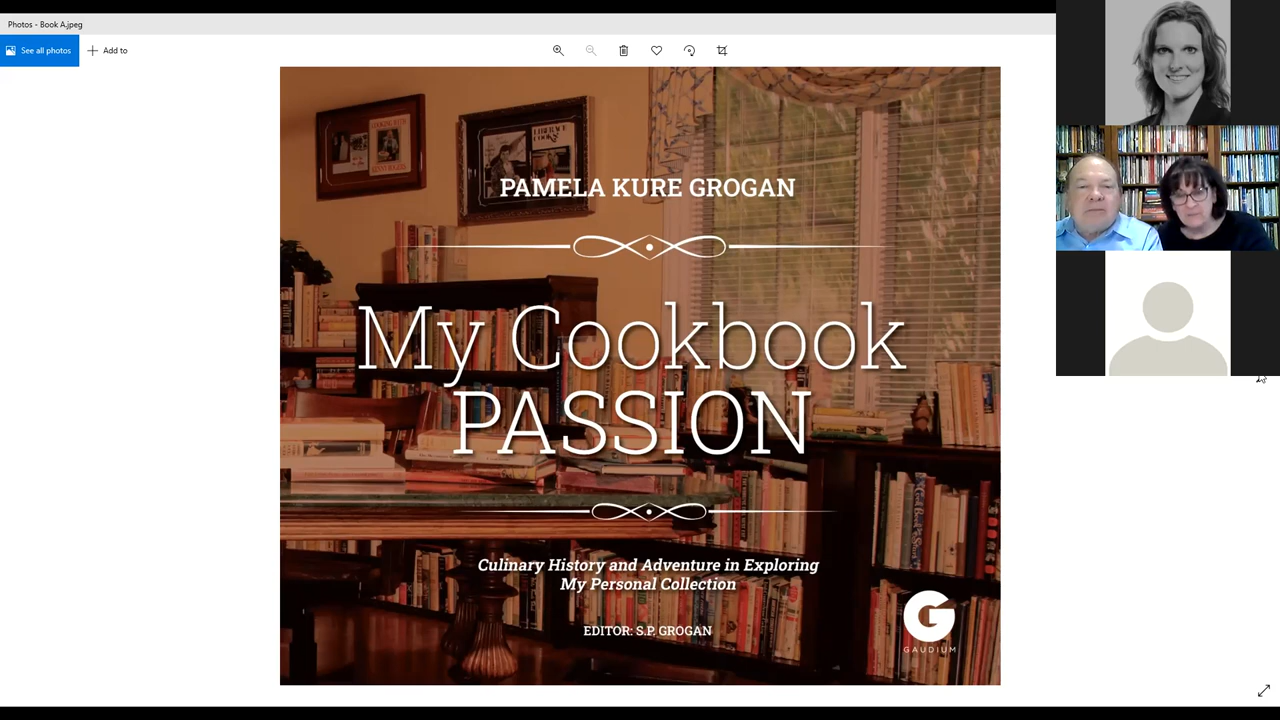 Photos - Book A.jpeg
See all photos
Add to
PAMELA KURE GROGAN
My Cookbook
PASSION
Culinary History and Adventure in Exploring
My Personal Collection
EDITOR: S.P. GROGAN
G
GAUDIUM